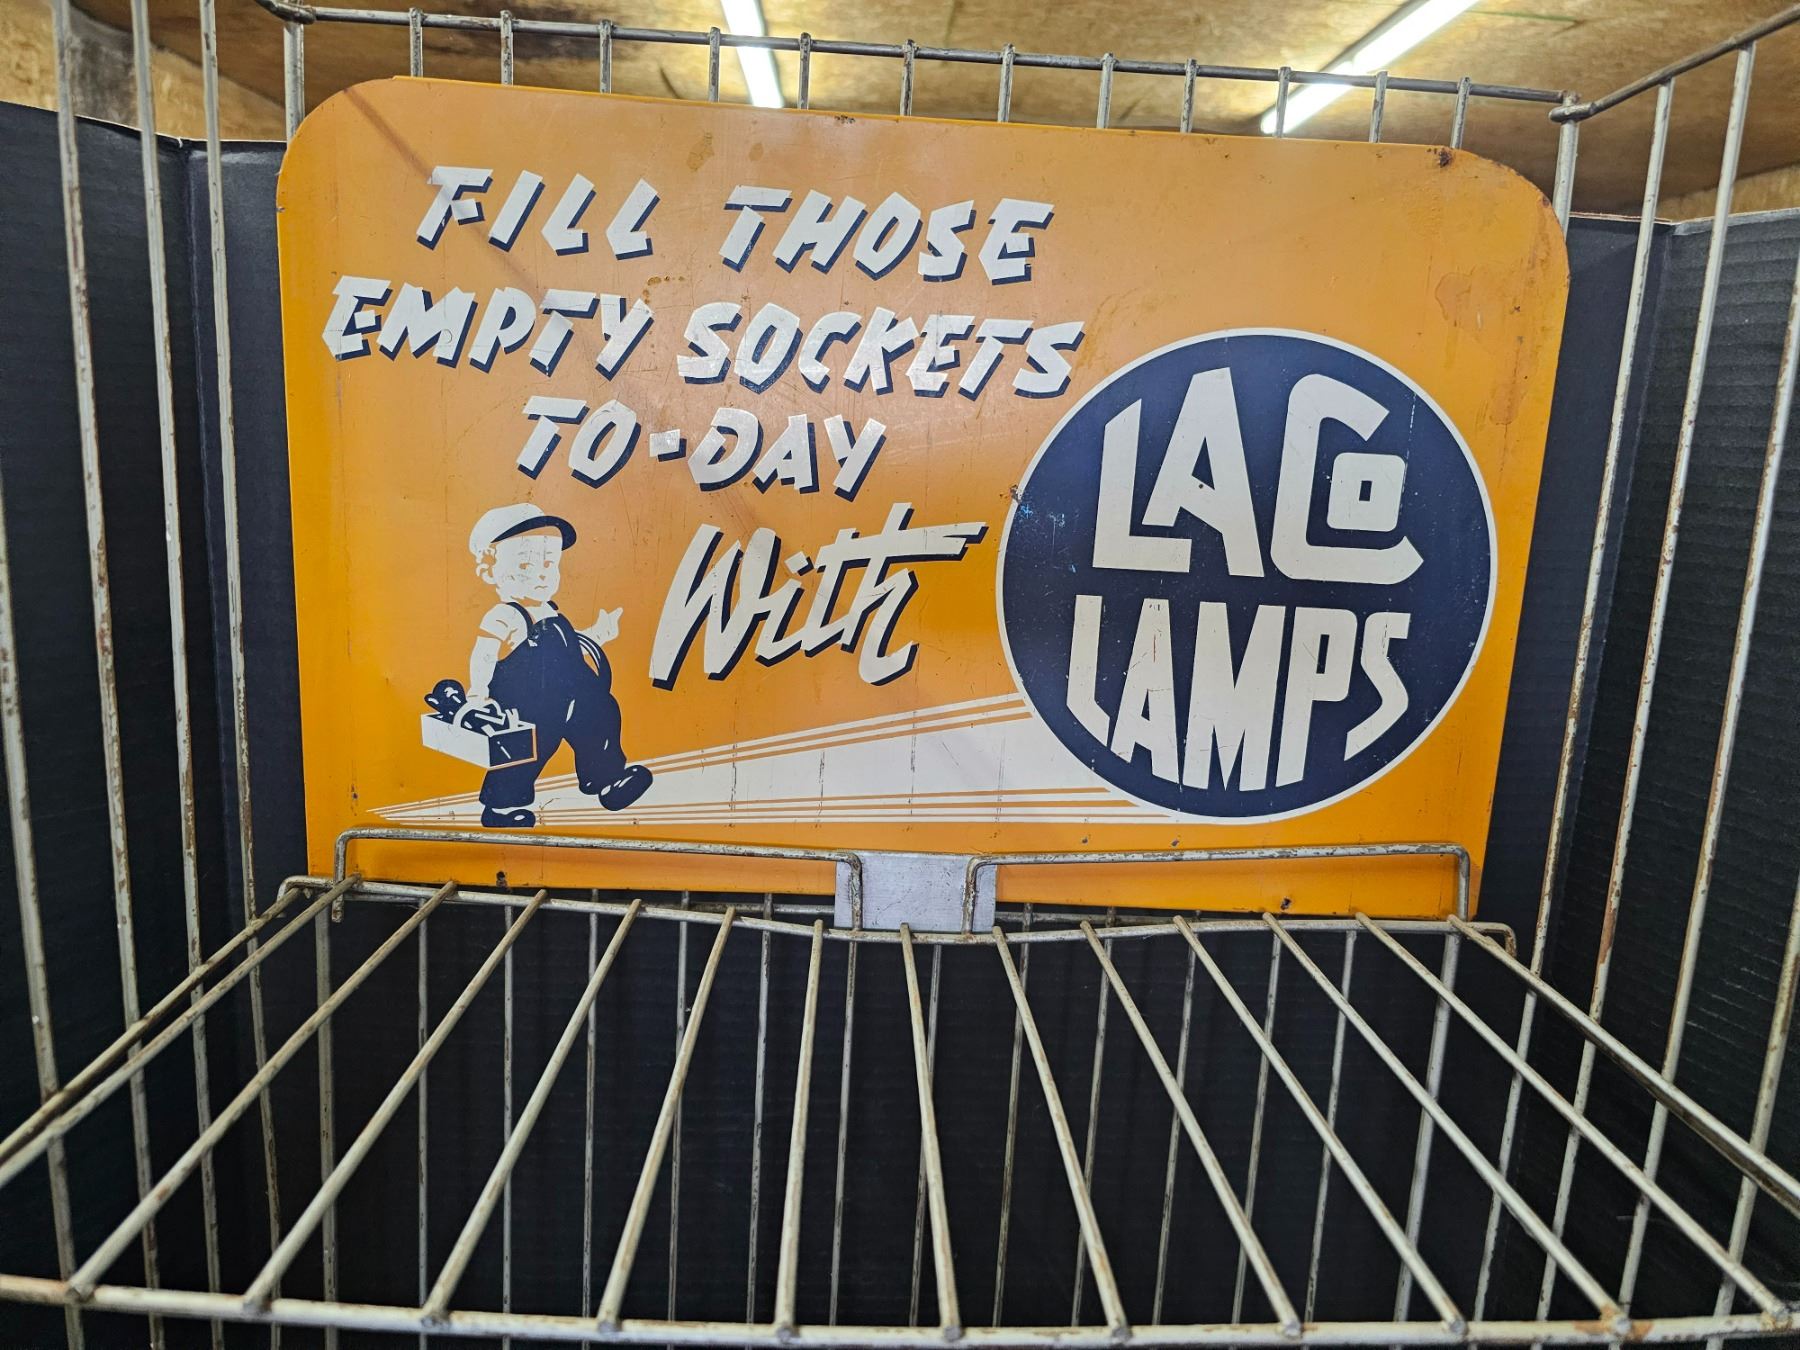 FILL THOSE
EMPTY SOCKETS
TO-DAY
With
LACO
LAMPS